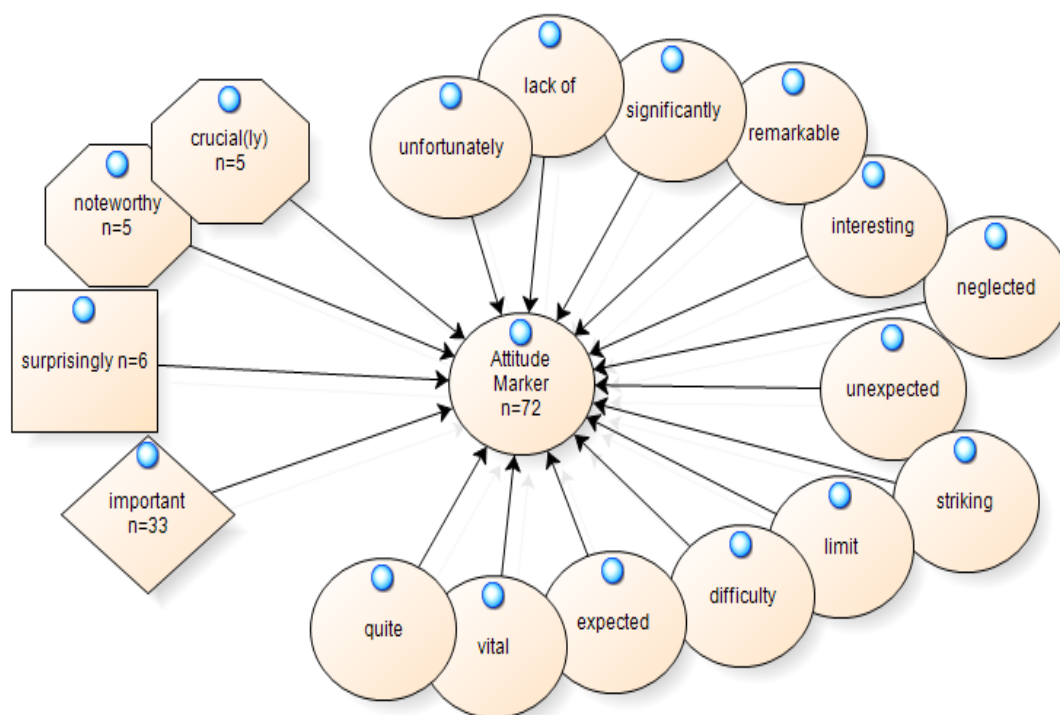 lack of
crucial(ly)
n=5
significantly
remarkable
unfortunately
noteworthy
n=5
interesting
neglected
surprisingly n=6
Attitude
Marker
n=72
unexpected
important
n=33
striking
limit
difficulty
quite
vital
expected